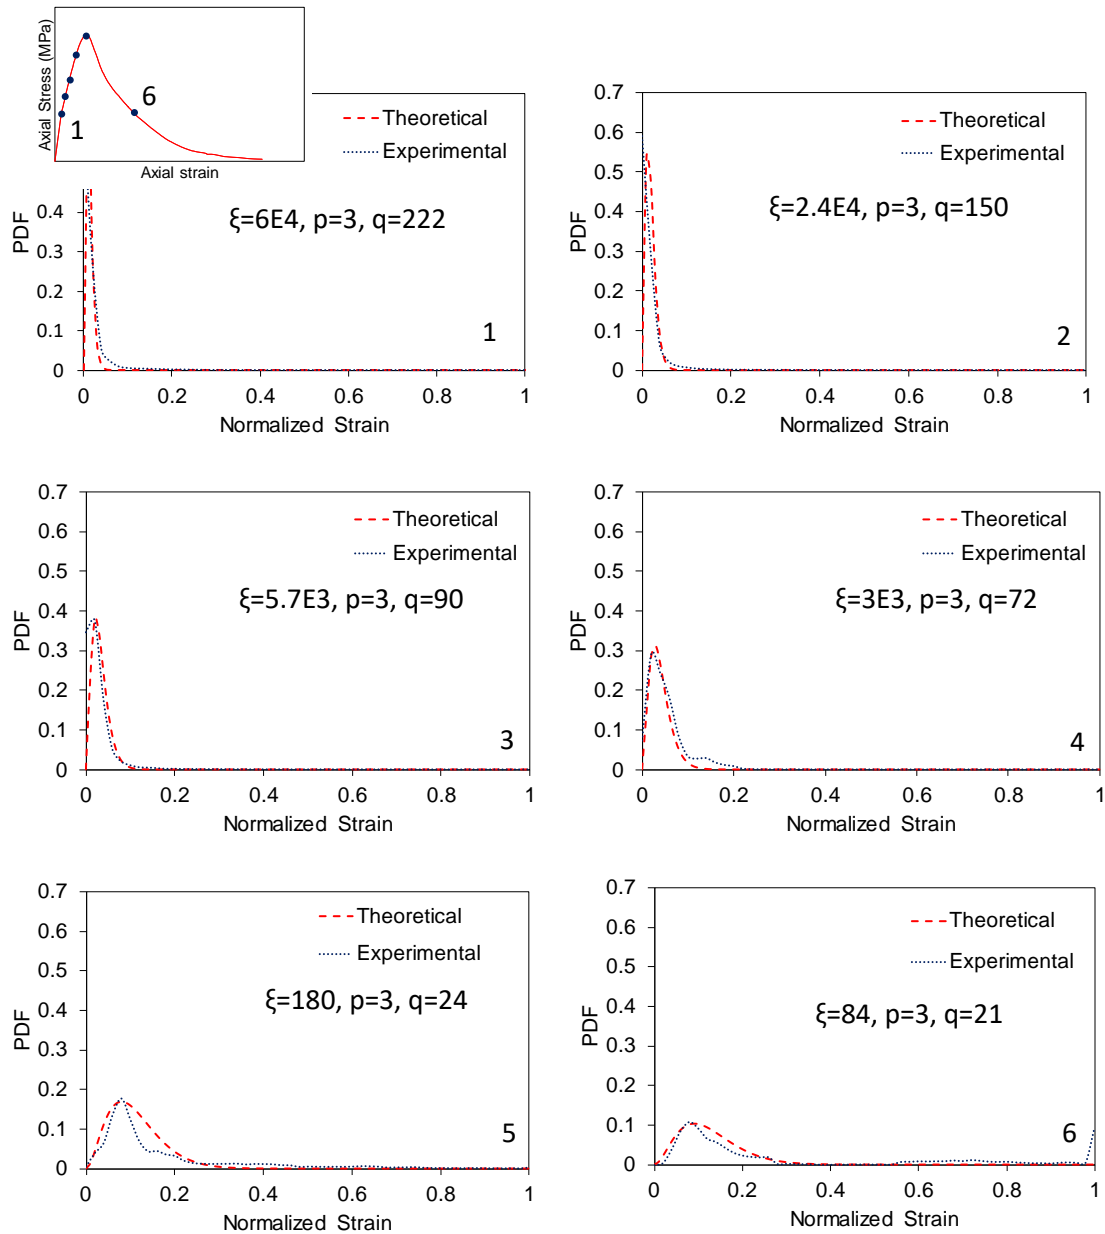 Axial Stress (MPa)
1
6
Axial strain
Theoretical
Experimental
ξ=6E4, p=3, q=222
PDF
0.4
0.3
0.2
0.1
0
1
0 0.2 0.4 0.6 0.8 1
Normalized Strain
0.7
0.6
0.5
0.4
0.3
0.2
0.1
0
PDF
Theoretical
Experimental
ξ=2.4E4, p=3, q=150
2
0 0.2 0.4 0.6 0.8 1
Normalized Strain
0.7
0.6
0.5
0.4
0.3
0.2
0.1
0
PDF
Theoretical
Experimental
ξ=5.7E3, p=3, q=90
3
0 0.2 0.4 0.6 0.8 1
Normalized Strain
0.7
0.6
0.5
0.4
0.3
0.2
0.1
0
PDF
Theoretical
Experimental
ξ=3E3, p=3, q=72
4
0 0.2 0.4 0.6 0.8 1
Normalized Strain
0.7
0.6
0.5
0.4
0.3
0.2
0.1
0
PDF
Theoretical
Experimental
ξ=180, p=3, q=24
5
0 0.2 0.4 0.6 0.8 1
Normalized Strain
0.7
0.6
0.5
0.4
0.3
0.2
0.1
0
PDF
Theoretical
Experimental
ξ=84, p=3, q=21
6
0 0.2 0.4 0.6 0.8 1
Normalized Strain